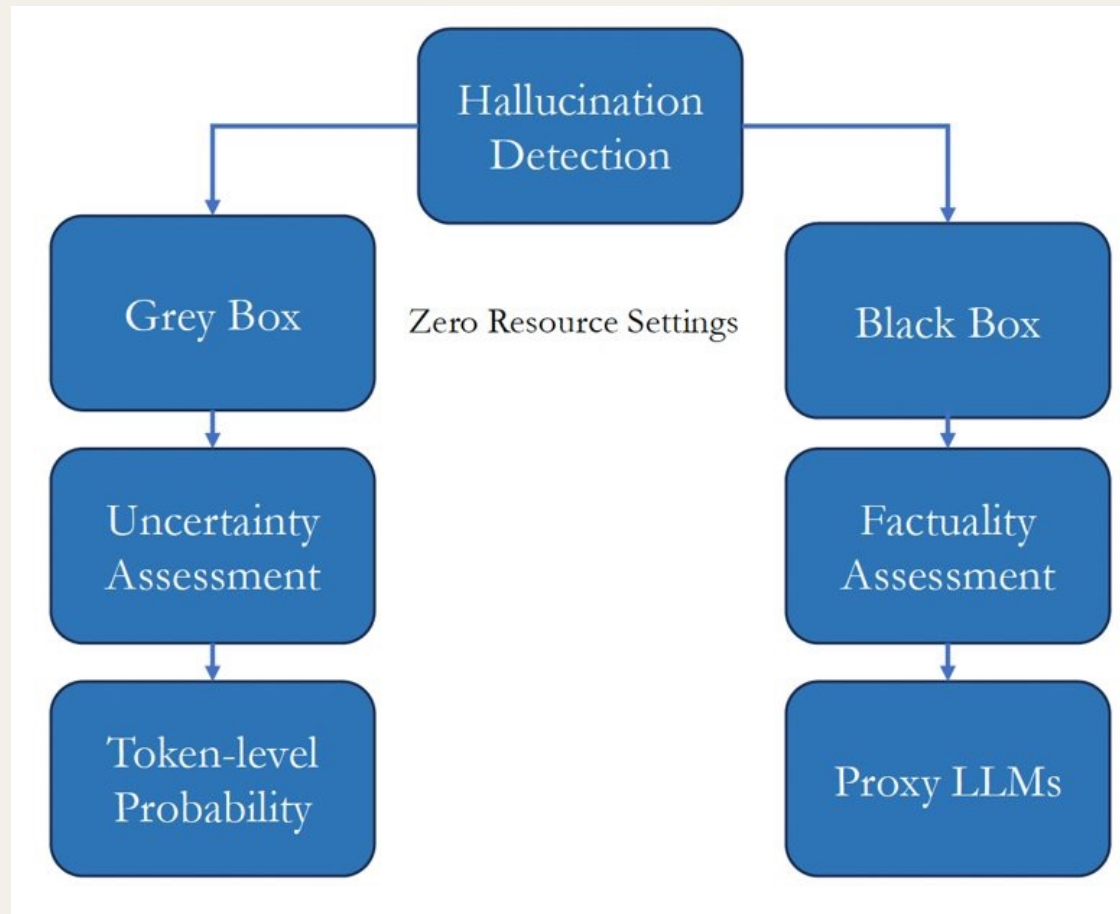 Hallucination
Detection
Grey Box
Zero Resource Settings
Black Box
Uncertainty
Assessment
Factuality
Assessment
Token-level
Probability
Proxy LLMs